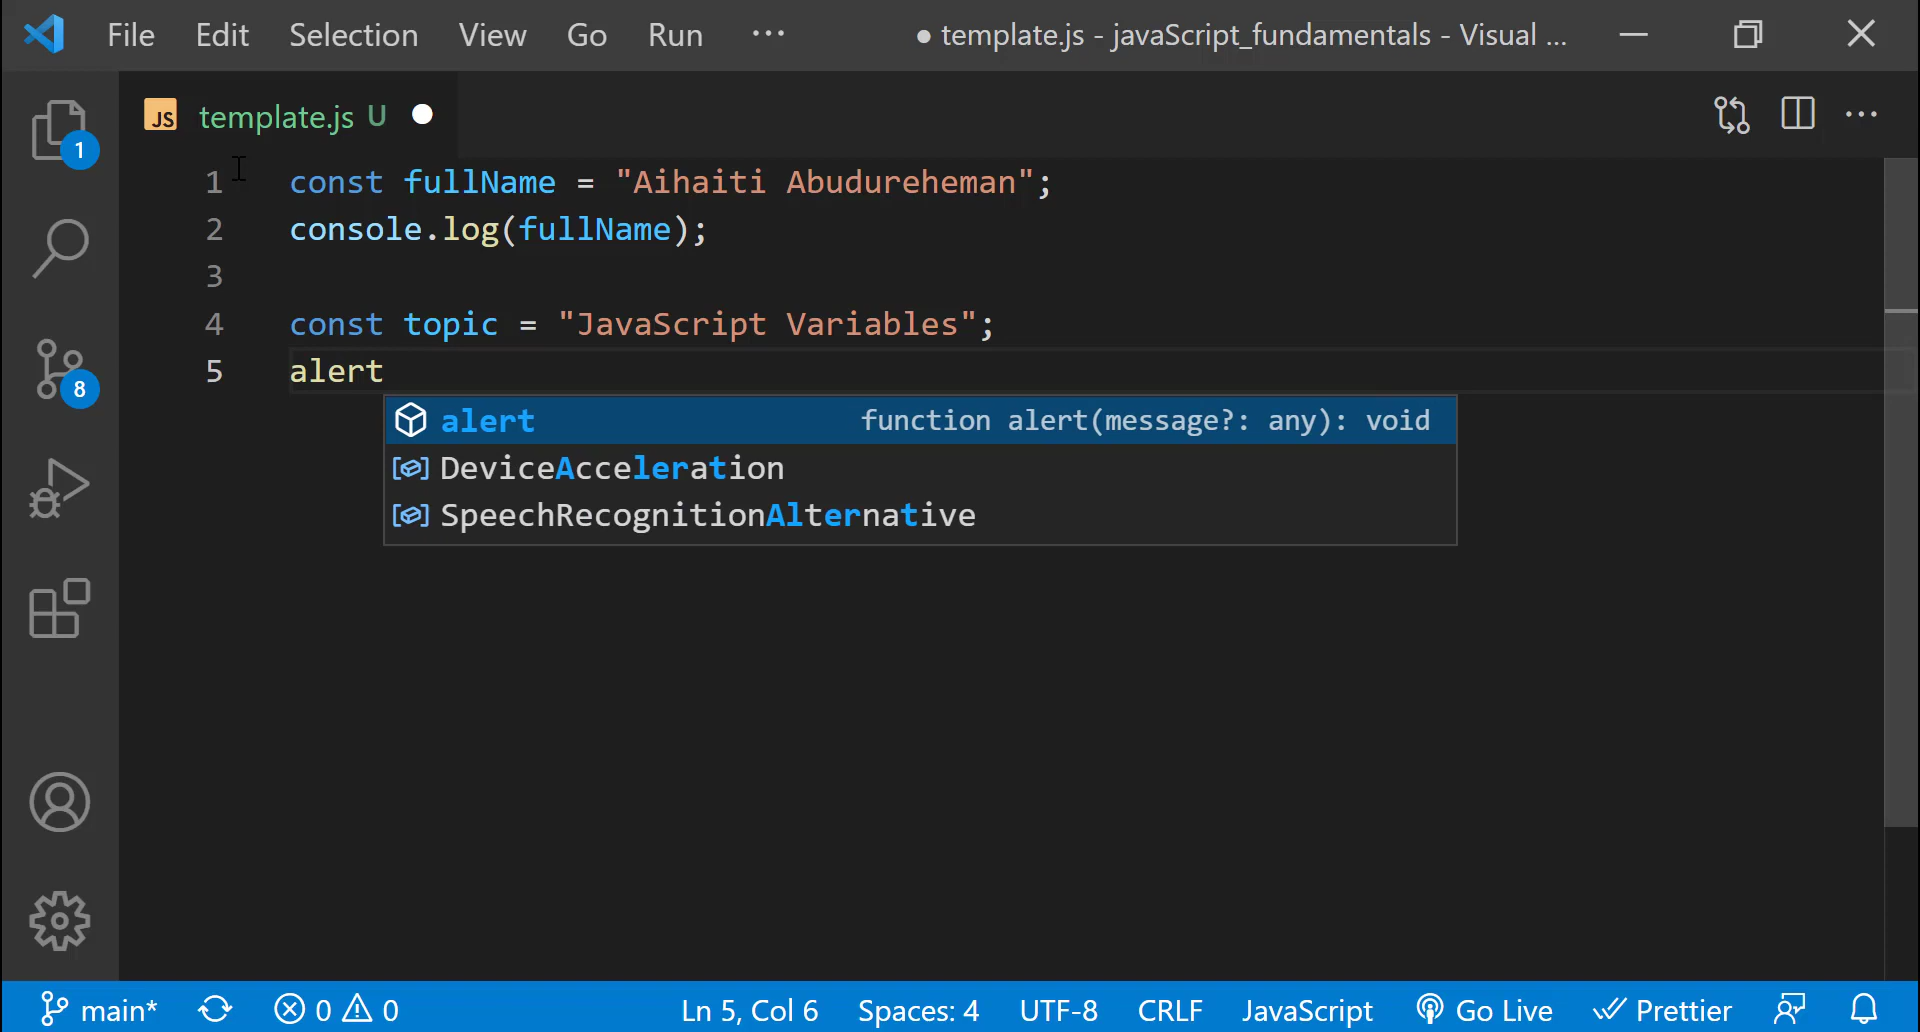 File Edit Selection View Go Run ··· ● template.js - javaScript_fundamentals - Visual ...
JS template.js U
1 const fullName = "Aihaiti Abudureheman";
2 console.log(fullName);
3
4 const topic = "JavaScript Variables";
5 alert
alert function alert(message?: any): void
DeviceAcceleration
SpeechRecognitionAlternative
1
8
main* 0 0 Ln 5, Col 6 Spaces: 4 UTF-8 CRLF JavaScript Go Live Prettier